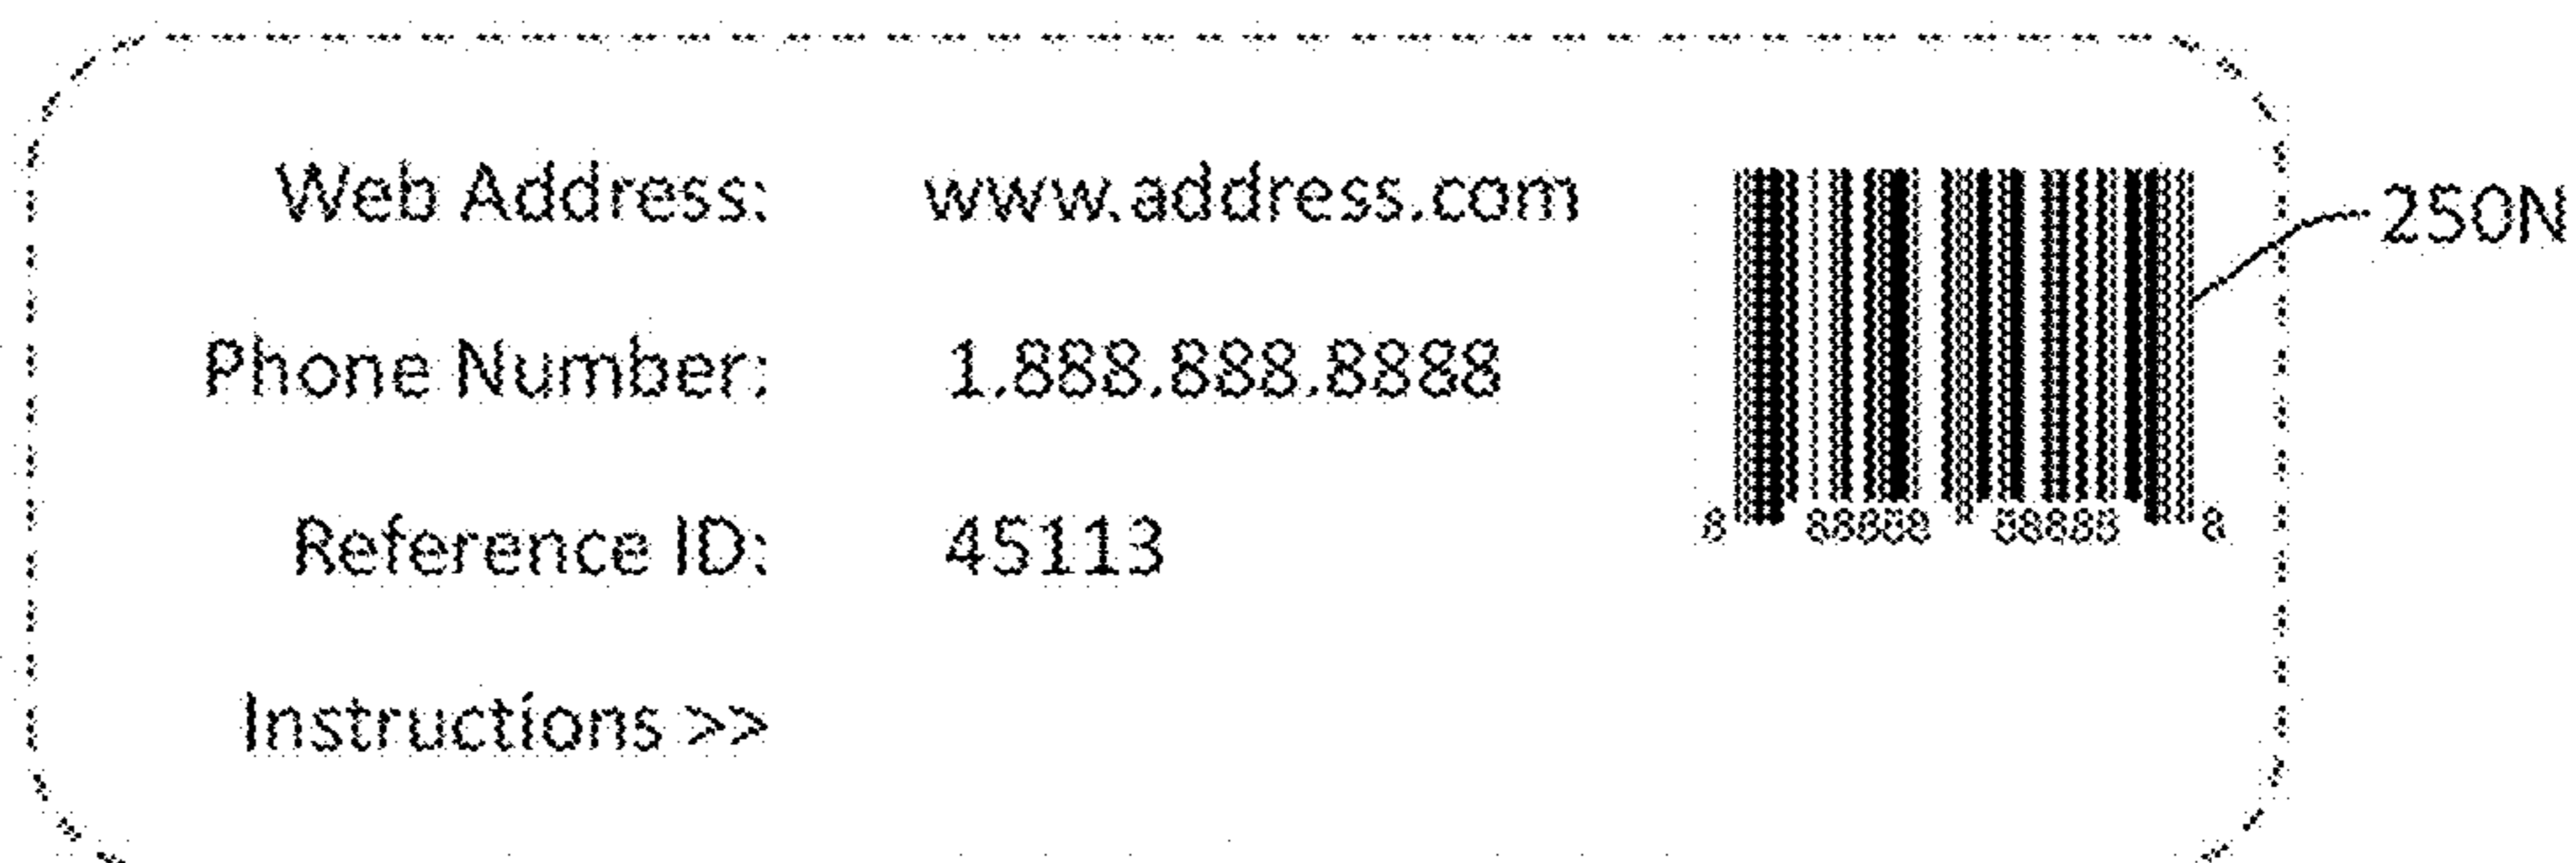 Web Address: www.address.com
250N
Phone Number: 1.888.888.8888
Reference ID: 45113
8 88888 88888 8
Instructions >>